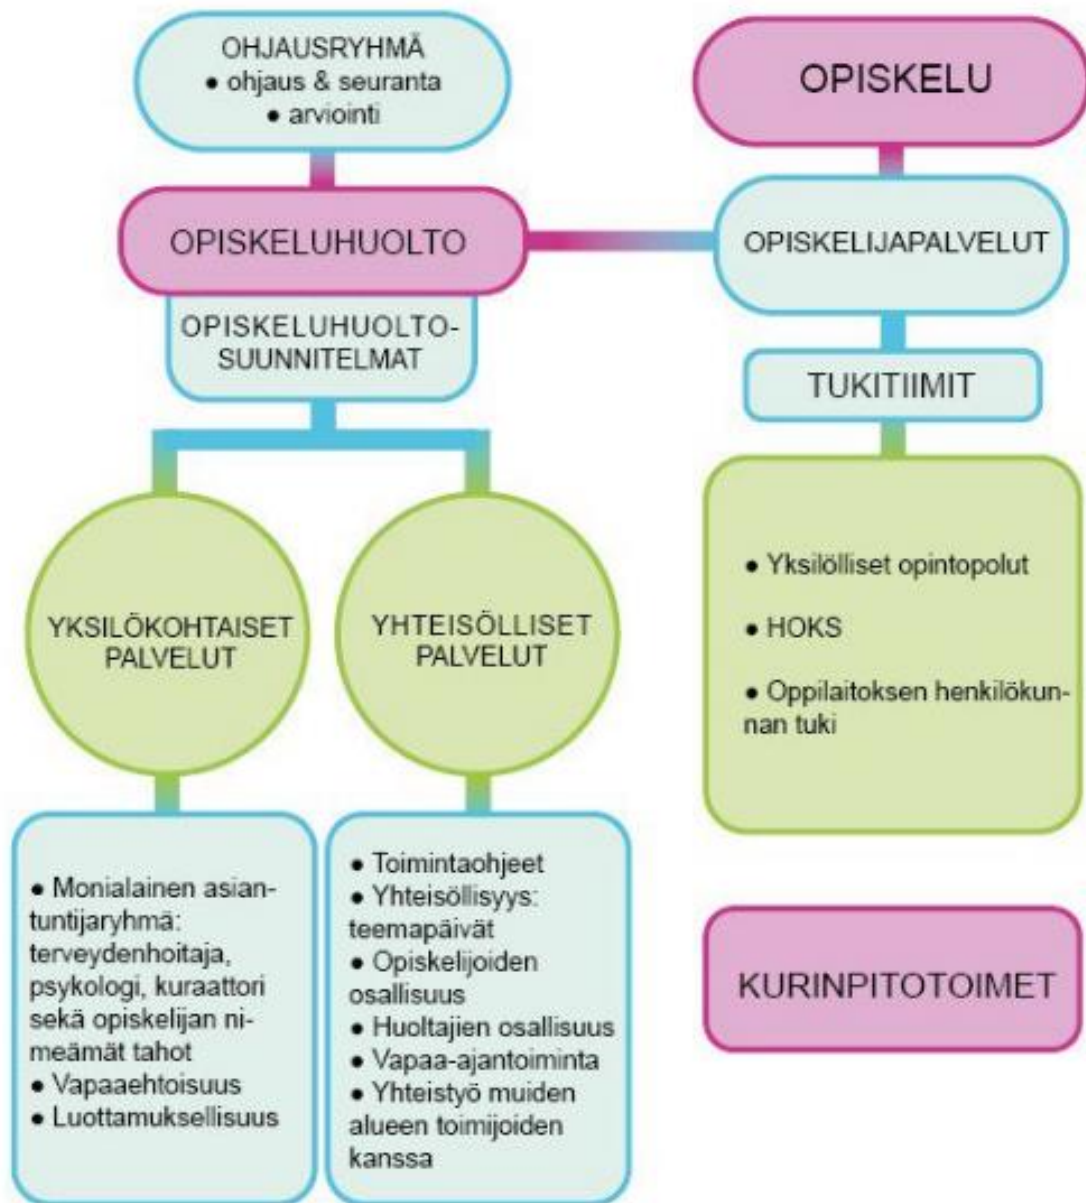 OHJAUSRYHMÄ
● ohjaus & seuranta
● arviointi
OPISKELU
OPISKELUHUOLTO
OPISKELIJAPALVELUT
OPISKELUHUOLTO-
SUUNNITELMAT
TUKITIIMIT
YKSILÖKOHTAISET
PALVELUT
YHTEISÖLLISET
PALVELUT
● Yksilölliset opintopolut
● HOKS
● Oppilaitoksen henkilökun-
nan tuki
● Monialainen asian-
tuntijaryhmä:
terveydenhoitaja,
psykologi, kuraattori
sekä opiskelijan ni-
meämät tahot
● Vapaaehtoisuus
● Luottamuksellisuus
● Toimintaohjeet
● Yhteisöllisyys:
teemapäivät
● Opiskelijoiden
osallisuus
● Huoltajien osallisuus
● Vapaa-ajantoiminta
● Yhteistyö muiden
alueen toimijoiden
kanssa
KURINPITOTOIMET